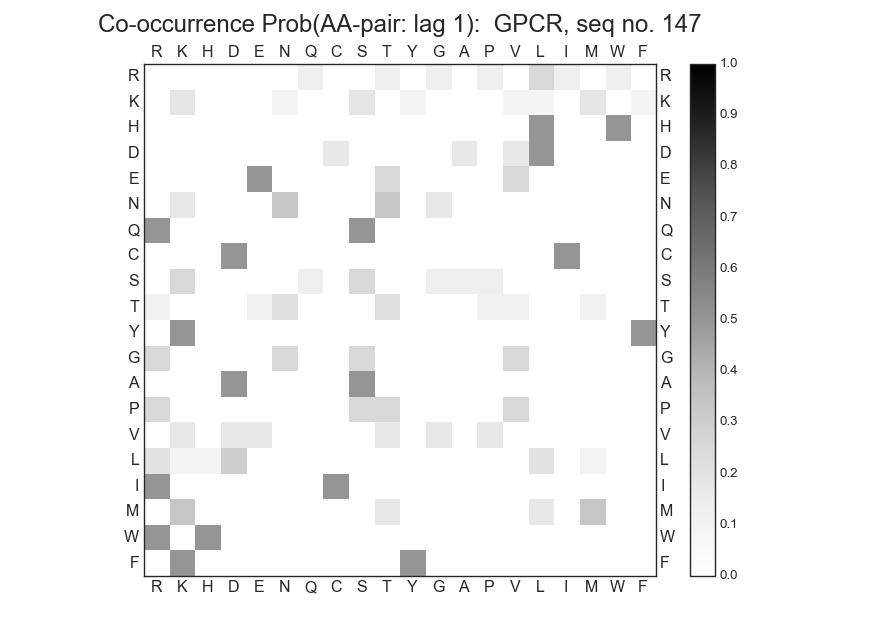 Co-occurrence Prob(AA-pair: lag 1):  GPCR, seq no. 147
R K H D E N Q C S T Y G A P V L I M W F
R R 1.0
K K 0.9
H H
D D 0.8
E E
N N 0.7
Q Q 0.6
C C
S S 0.5
T T
Y Y
G G 0.4
A A
P P 0.3
V V
L L 0.2
I I
M M 0.1
W W
F F 0.0
R K H D E N Q C S T Y G A P V L I M W F